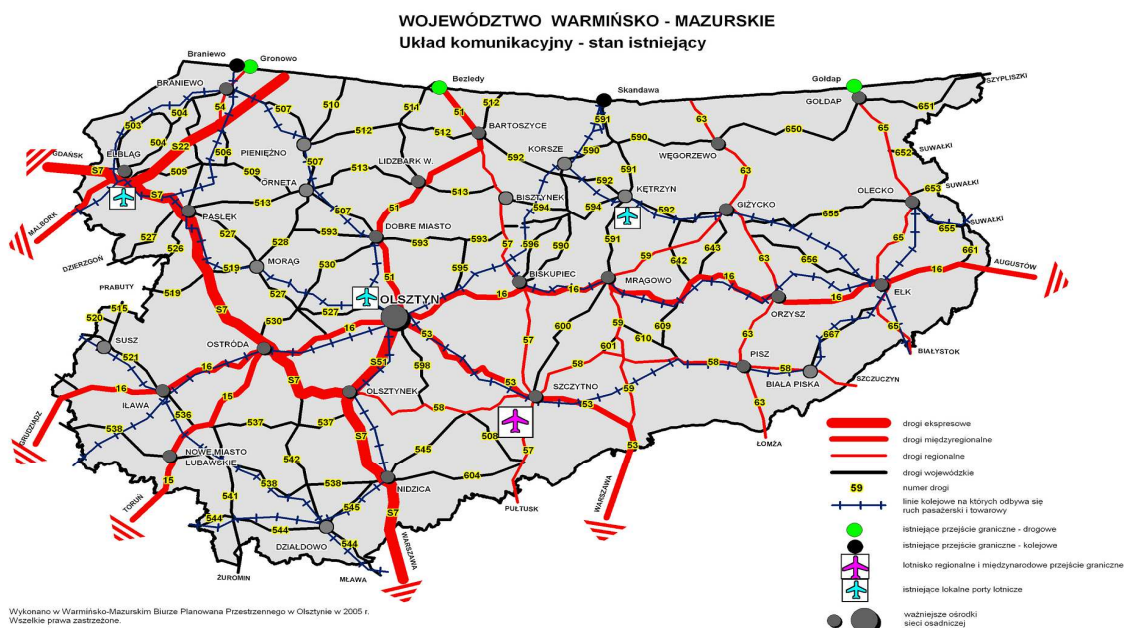 WOJEWÓDZTWO WARMIŃSKO - MAZURSKIE
Układ komunikacyjny - stan istniejący
Braniewo
Gronowo
Bezledy
Skandawa
Gołdap
SZYPLISZKI
BRANIEWO
54
507
510
511
512
51
591
63
GOŁDAP
651
503
504
504
S22
506
PIENIĘŻNO
512
512
BARTOSZYCE
590
650
65
GDAŃSK
ELBLĄG
S7
509
509
507
513
LIDZBARK W.
592
KORSZE
590
591
WĘGORZEWO
652
SUWAŁKI
S7
ORNETA
513
592
KĘTRZYN
63
OLECKO
653
SUWAŁKI
MALBORK
PASŁĘK
513
507
51
BISZTYNEK
594
594
592
GIŻYCKO
655
655
SUWAŁKI
527
526
527
528
593
DOBRE MIASTO
593
593
57
596
590
591
59
642
643
63
656
65
661
DZIERZGOŃ
519
MORĄG
530
51
595
BISKUPIEC
MRĄGOWO
16
16
AUGUSTÓW
PRABUTY
519
527
527
OLSZTYN
16
16
ORZYSZ
16
EŁK
515
520
S7
530
16
53
600
59
609
63
667
65
SUSZ
521
OSTRÓDA
601
610
BIAŁYSTOK
16
S51
598
57
58
58
PISZ
58
BIAŁA PISKA
SZCZUCZYN
16
IŁAWA
15
S7
OLSZTYNEK
53
SZCZYTNO
59
63
GRUDZIĄDZ
536
538
537
537
58
53
ŁOMŻA
drogi ekspresowe
NOWE MIASTO
LUBAWSKIE
S7
545
508
57
53
drogi międzyregionalne
drogi regionalne
15
542
538
538
NIDZICA
604
drogi wojewódzkie
TORUŃ
541
545
S7
PUŁTUSK
WARSZAWA
59 numer drogi
linie kolejowe na których odbywa się
ruch pasażerski i towarowy
544
544
DZIAŁDOWO
544
istniejące przejście graniczne - drogowe
istniejące przejście graniczne - kolejowe
ŻUROMIN
MŁAWA
WARSZAWA
lotnisko regionalne i międzynarodowe przejście graniczne
istniejące lokalne porty lotnicze
ważniejsze ośrodki
sieci osadniczej
Wykonano w Warmińsko-Mazurskim Biurze Planowana Przestrzennego w Olsztynie w 2005 r.
Wszelkie prawa zastrzeżone.